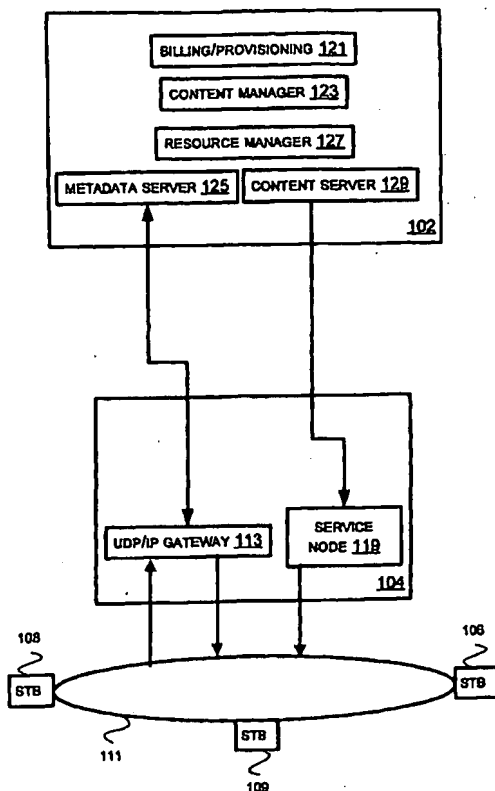 BILLING/PROVISIONING 121
CONTENT MANAGER 123
RESOURCE MANAGER 127
METADATA SERVER 125
CONTENT SERVER 129
102
UDP/IP GATEWAY 113
SERVICE
NODE 119
104
108
STB
106
STB
111
STB
109